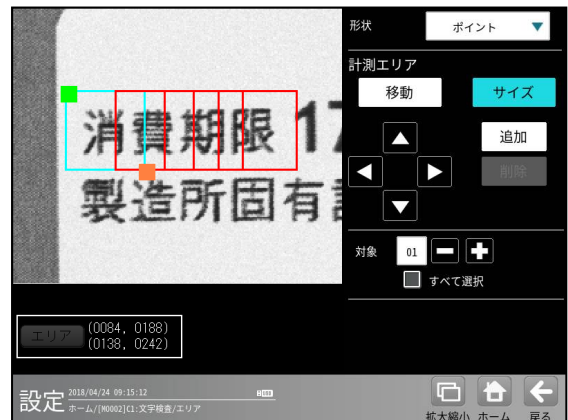 形状
ポイント
計測エリア
移動
サイズ
追加
削除
対象
01
すべて選択
消費期限 17
製造所固有記
エリア
(0084, 0188)
(0138, 0242)
設定
2018/04/24 09:15:12
ホーム/[M0002]C1:文字検査/エリア
拡大縮小
ホーム
戻る